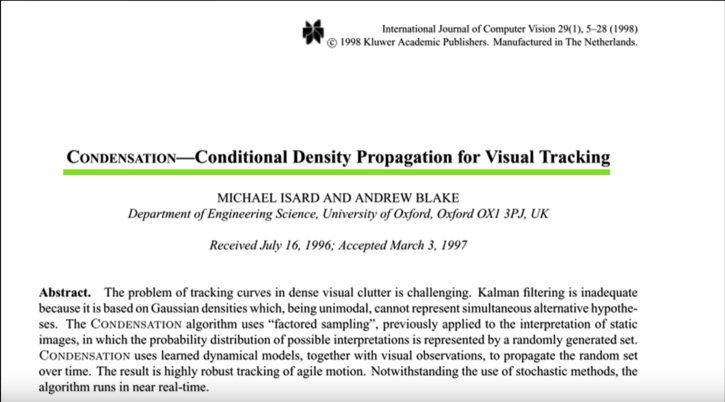 International Journal of Computer Vision 29(1), 5–28 (1998)
© 1998 Kluwer Academic Publishers. Manufactured in The Netherlands.
CONDENSATION—Conditional Density Propagation for Visual Tracking
MICHAEL ISARD AND ANDREW BLAKE
Department of Engineering Science, University of Oxford, Oxford OX1 3PJ, UK
Received July 16, 1996; Accepted March 3, 1997
Abstract. The problem of tracking curves in dense visual clutter is challenging. Kalman filtering is inadequate
because it is based on Gaussian densities which, being unimodal, cannot represent simultaneous alternative hypothe-
ses. The CONDENSATION algorithm uses “factored sampling”, previously applied to the interpretation of static
images, in which the probability distribution of possible interpretations is represented by a randomly generated set.
CONDENSATION uses learned dynamical models, together with visual observations, to propagate the random set
over time. The result is highly robust tracking of agile motion. Notwithstanding the use of stochastic methods, the
algorithm runs in near real-time.